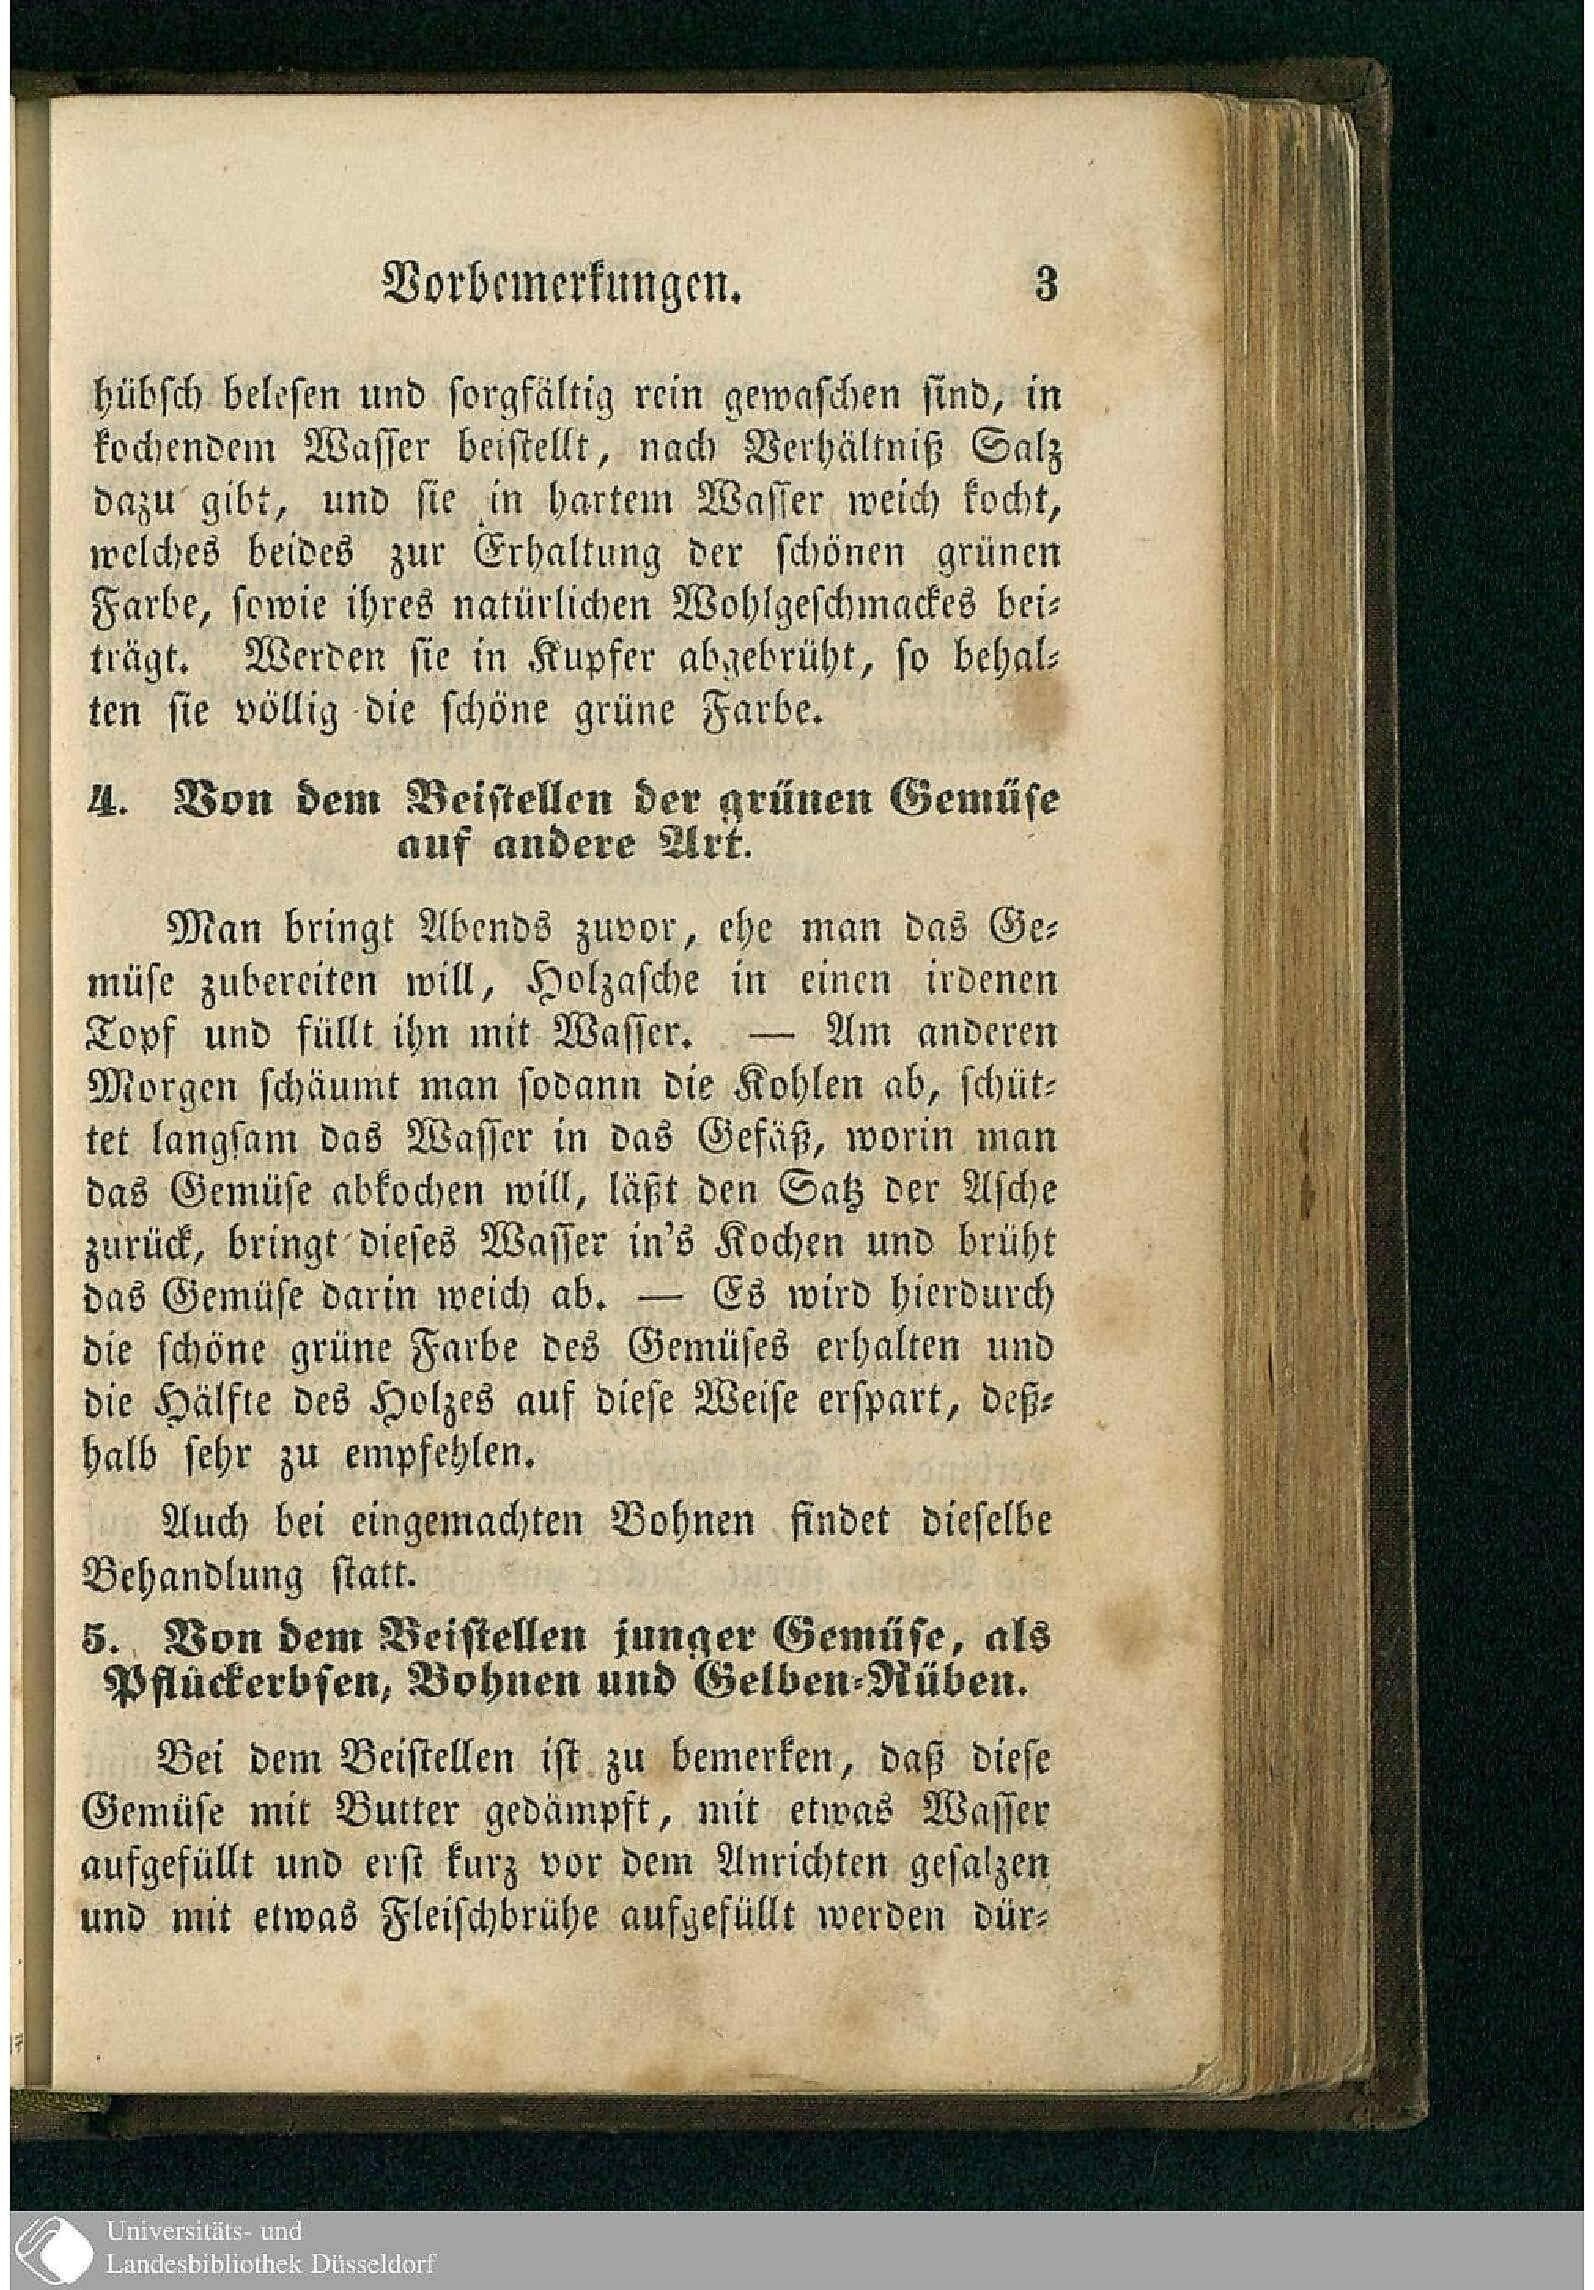 Vorbemerkungen. 3
hübsch belesen und sorgfältig rein gewaschen sind, in
kochendem Wasser beistellt, nach Verhältniß Salz
dazu gibt, und sie in hartem Wasser weich kocht,
welches beides zur Erhaltung der schönen grünen
Farbe, sowie ihres natürlichen Wohlgeschmackes bei-
trägt. Werden sie in Kupfer abgebrüht, so behal-
ten sie völlig die schöne grüne Farbe.
4. Von dem Beistellen der grünen Gemüse
auf andere Art.
Man bringt Abends zuvor, ehe man das Ge-
müse zubereiten will, Holzasche in einen irdenen
Topf und füllt ihn mit Wasser. — Am anderen
Morgen schäumt man sodann die Kohlen ab, schüt-
tet langsam das Wasser in das Gefäß, worin man
das Gemüse abkochen will, läßt den Satz der Asche
zurück, bringt dieses Wasser in's Kochen und brüht
das Gemüse darin weich ab. — Es wird hierdurch
die schöne grüne Farbe des Gemüses erhalten und
die Hälfte des Holzes auf diese Weise erspart, deß-
halb sehr zu empfehlen.
Auch bei eingemachten Bohnen findet dieselbe
Behandlung statt.
5. Von dem Beistellen junger Gemüse, als
Pflückerbsen, Bohnen und Gelben-Rüben.
Bei dem Beistellen ist zu bemerken, daß diese
Gemüse mit Butter gedämpft, mit etwas Wasser
aufgefüllt und erst kurz vor dem Anrichten gesalzen
und mit etwas Fleischbrühe aufgefüllt werden dür-
Universitäts- und
Landesbibliothek Düsseldorf